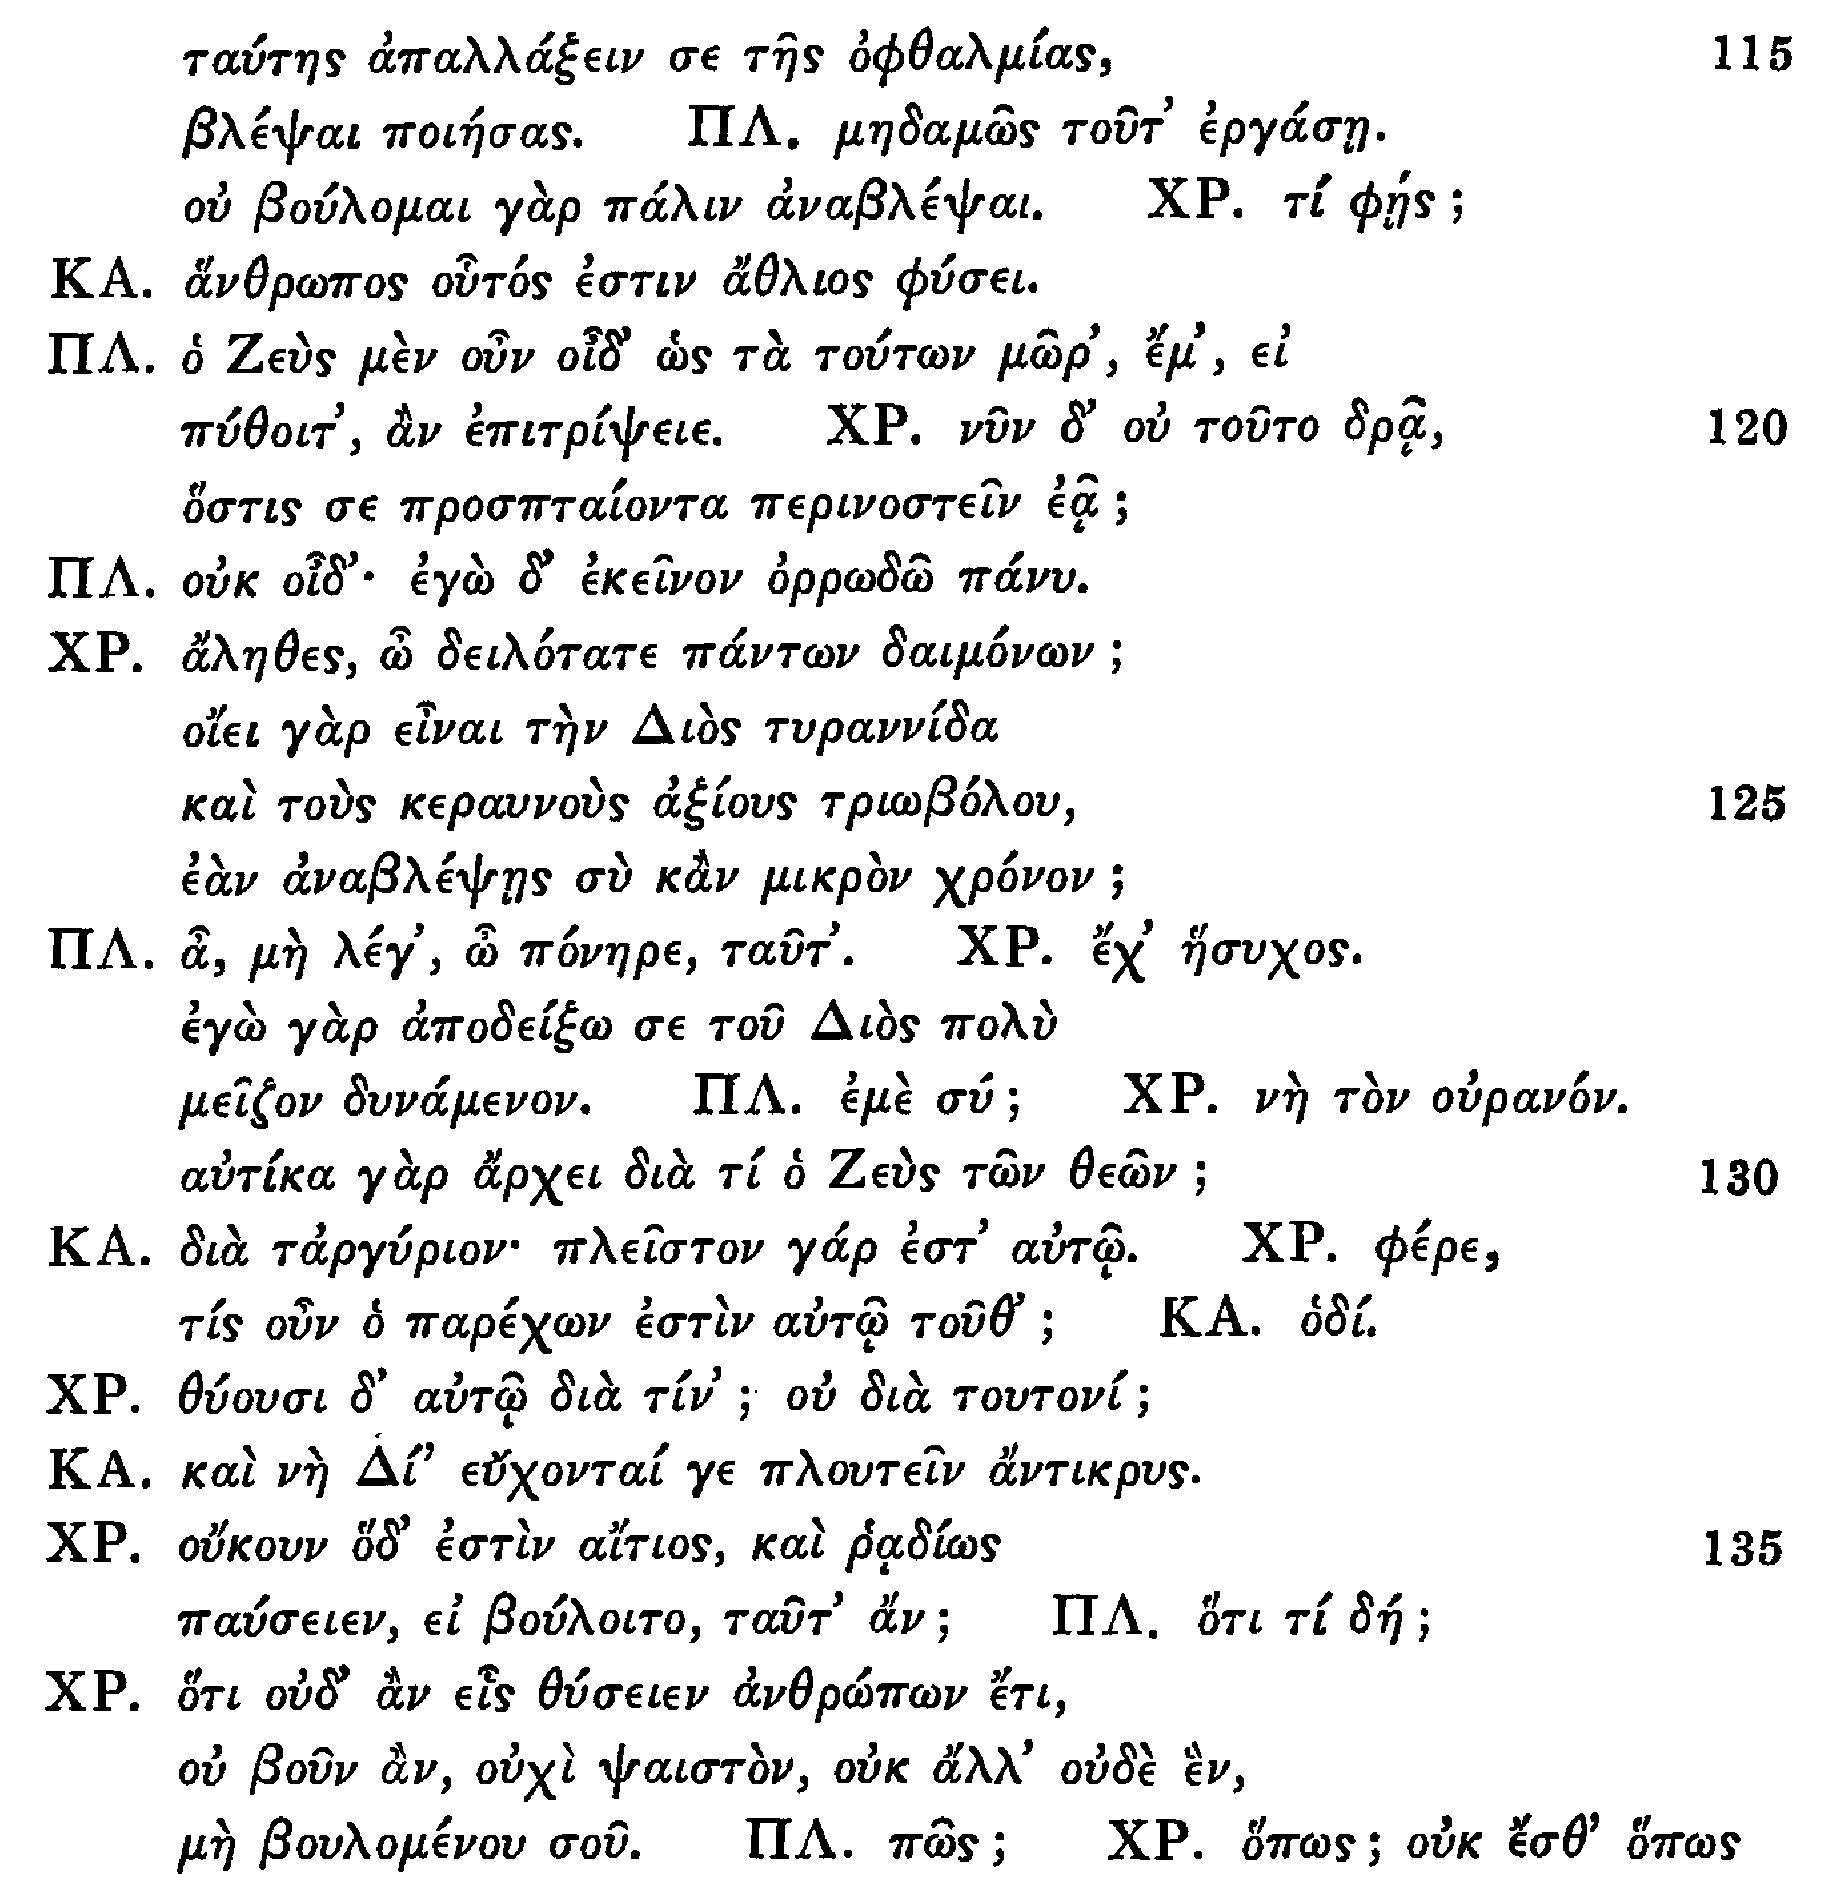 ταύτης ἀπαλλάξειν σε τῆς ὀφθαλμίας, 115
βλέψαι ποιήσας. ΠΛ. μηδαμῶς τοῦτ’ ἐργάσῃ.
οὐ βούλομαι γὰρ πάλιν ἀναβλέψαι. ΧΡ. τί φῄς;
ΚΑ. ἅνθρωπος οὗτός ἐστιν ἄθλιος φύσει.
ΠΛ. ὁ Ζεὺς μὲν οὖν οἶδ’ ὡς τὰ τούτων μῶρ’, ἔμ’, εἰ
πύθοιτ’, ἂν ἐπιτρίψειε. ΧΡ. νῦν δ’ οὐ τοῦτο δρᾷ, 120
ὅστις σε προσπταίοντα περινοστεῖν ἐᾷ;
ΠΛ. οὐκ οἶδ’· ἐγὼ δ’ ἐκεῖνον ὀρρωδῶ πάνυ.
ΧΡ. ἄληθες, ὦ δειλότατε πάντων δαιμόνων;
οἴει γὰρ εἶναι τὴν Διὸς τυραννίδα
καὶ τοὺς κεραυνοὺς ἀξίους τριωβόλου, 125
ἐὰν ἀναβλέψῃς σὺ κἂν μικρὸν χρόνον;
ΠΛ. ἆ, μὴ λέγ’, ὦ πόνηρε, ταῦτ’. ΧΡ. ἔχ’ ἥσυχος.
ἐγὼ γὰρ ἀποδείξω σε τοῦ Διὸς πολὺ
μεῖζον δυνάμενον. ΠΛ. ἐμὲ σύ; ΧΡ. νὴ τὸν οὐρανόν.
αὐτίκα γὰρ ἄρχει διὰ τί ὁ Ζεὺς τῶν θεῶν; 130
ΚΑ. διὰ τἀργύριον· πλεῖστον γάρ ἐστ’ αὐτῷ. ΧΡ. φέρε,
τίς οὖν ὁ παρέχων ἐστὶν αὐτῷ τοῦθ’; ΚΑ. ὁδί.
ΧΡ. θύουσι δ’ αὐτῷ διὰ τίν’; οὐ διὰ τουτονί;
ΚΑ. καὶ νὴ Δί’ εὔχονταί γε πλουτεῖν ἄντικρυς.
ΧΡ. οὔκουν ὅδ’ ἐστὶν αἴτιος, καὶ ῥᾳδίως 135
παύσειεν, εἰ βούλοιτο, ταῦτ’ ἄν; ΠΛ. ὅτι τί δή;
ΧΡ. ὅτι οὐδ’ ἂν εἷς θύσειεν ἀνθρώπων ἔτι,
οὐ βοῦν ἄν, οὐχὶ ψαιστὸν, οὐκ ἄλλ’ οὐδὲ ἓν,
μὴ βουλομένου σοῦ. ΠΛ. πῶς; ΧΡ. ὅπως; οὐκ ἔσθ’ ὅπως